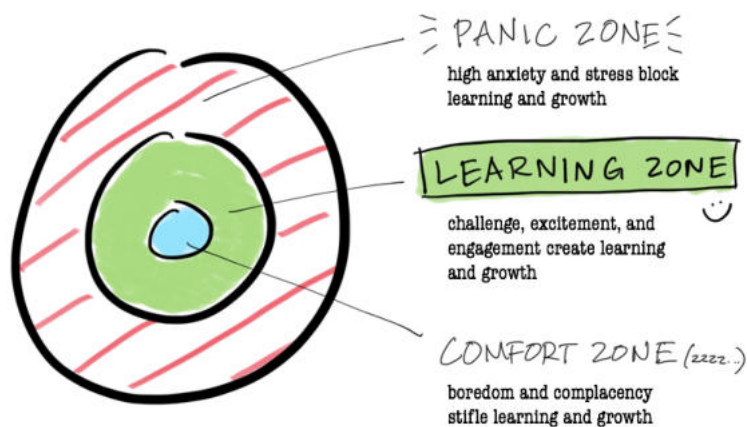 PANIC ZONE
high anxiety and stress block
learning and growth
LEARNING ZONE
challenge, excitement, and
engagement create learning
and growth
COMFORT ZONE (zzzz...)
boredom and complacency
stifle learning and growth